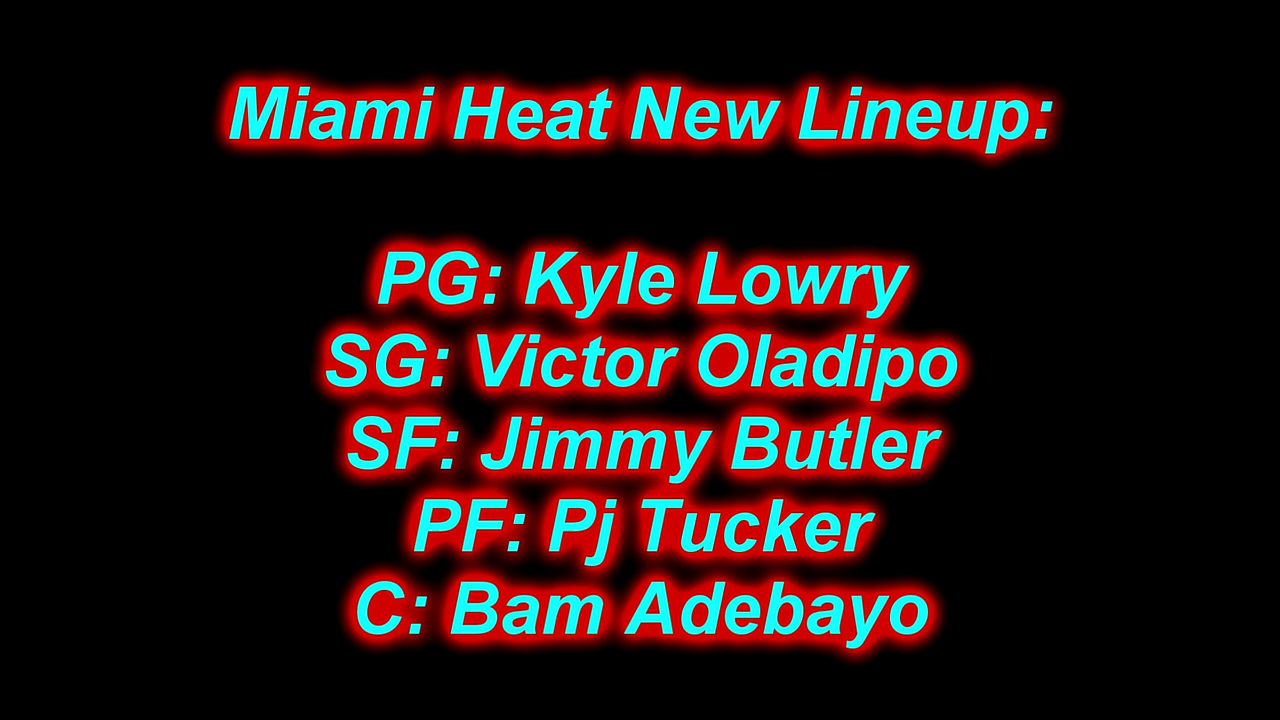 Miami Heat New Lineup:
PG: Kyle Lowry
SG: Victor Oladipo
SF: Jimmy Butler
PF: Pj Tucker
C: Bam Adebayo